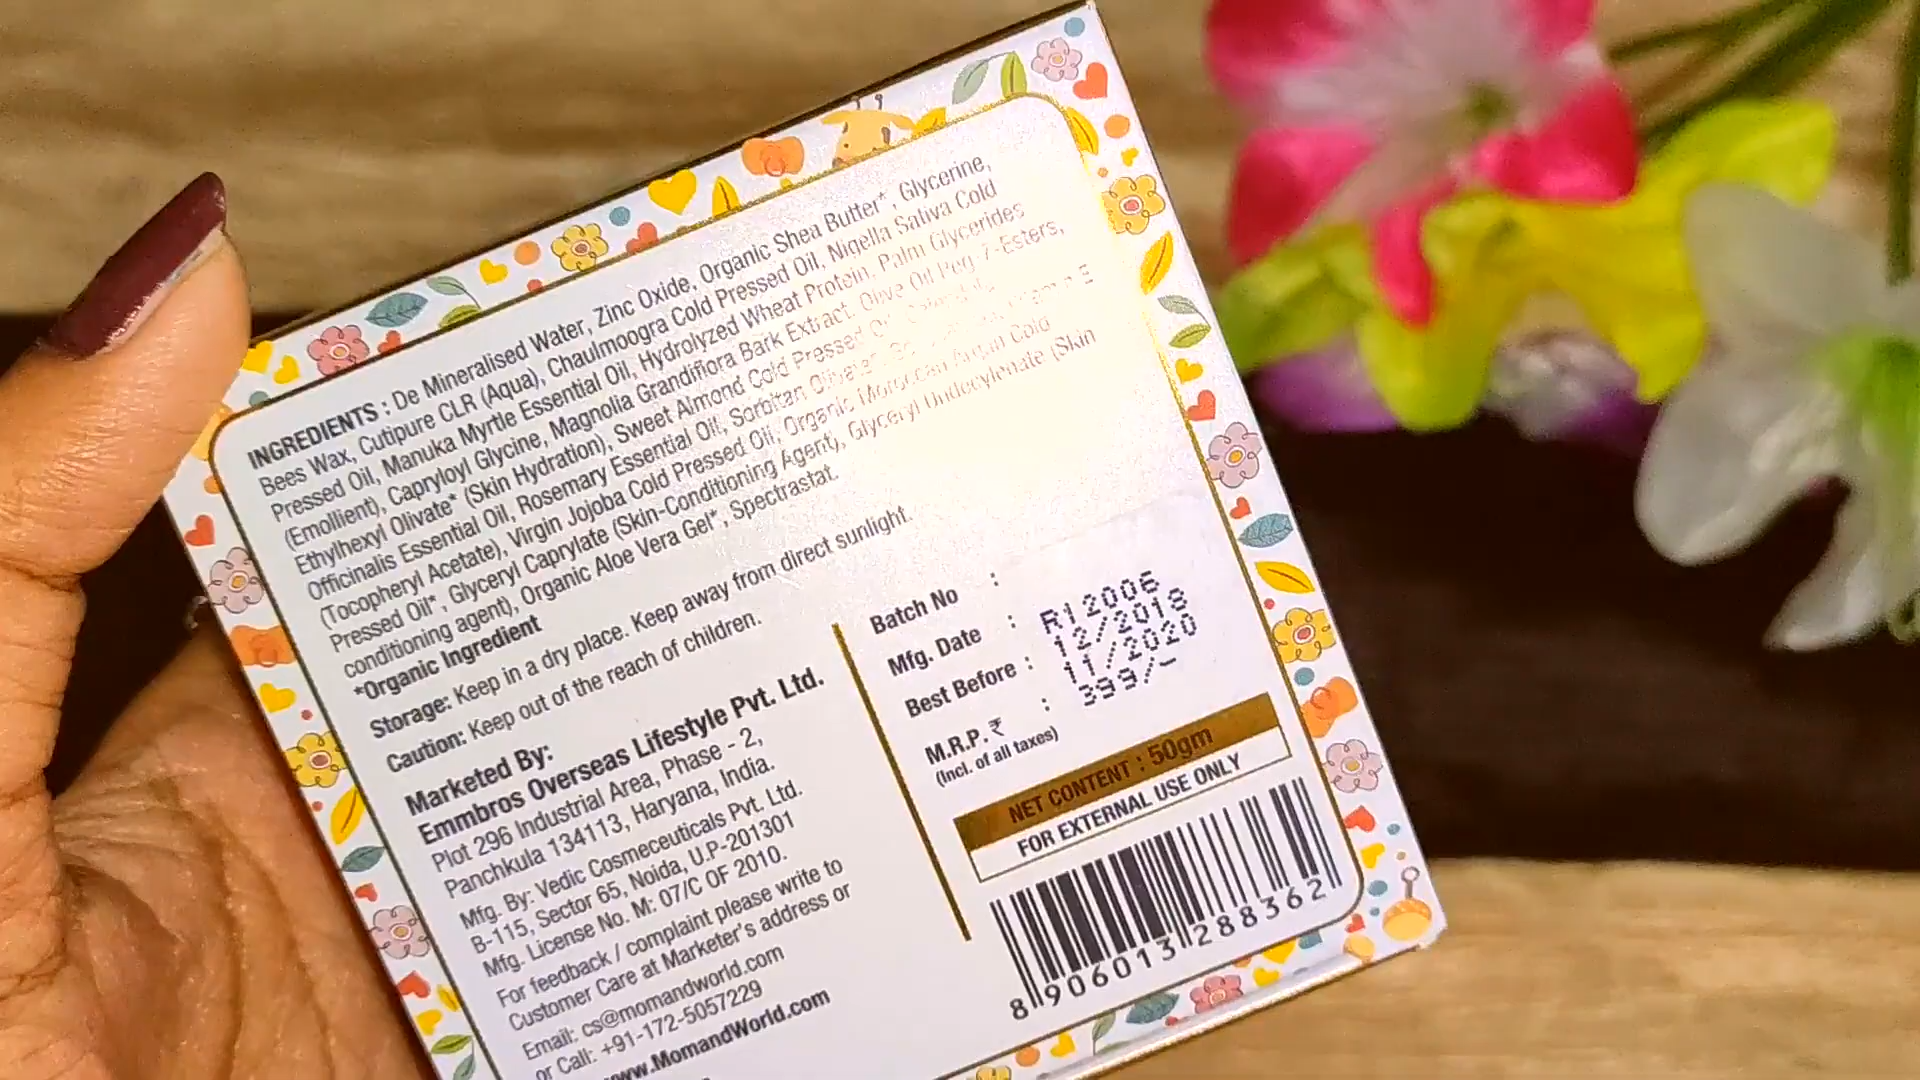 INGREDIENTS : De Mineralised Water, Zinc Oxide, Organic Shea Butter*, Glycerine,
Bees Wax, Cutipure CLR (Aqua), Chaulmoogra Cold Pressed Oil, Nigella Sativa Cold
Pressed Oil, Manuka Myrtle Essential Oil, Hydrolyzed Wheat Protein, Palm Glycerides
(Emollient), Capryloyl Glycine, Magnolia Grandiflora Bark Extract, Olive Oil Peg-7-Esters,
Ethylhexyl Olivate* (Skin Hydration), Sweet Almond Cold Pressed Oil,
Officinalis Essential Oil, Rosemary Essential Oil, Sorbitan Olivate, E
(Tocopheryl Acetate), Virgin Jojoba Cold Pressed Oil, Organic Moroccan Argan Cold
Pressed Oil*, Glyceryl Caprylate (Skin-Conditioning Agent), Glyceryl Undecylenate (Skin
conditioning agent), Organic Aloe Vera Gel*, Spectrastat.
*Organic Ingredient
Storage: Keep in a dry place. Keep away from direct sunlight.
Caution: Keep out of the reach of children.
Marketed By:
Emmbros Overseas Lifestyle Pvt. Ltd.
Plot 296 Industrial Area, Phase - 2,
Panchkula 134113, Haryana, India.
Mfg. By: Vedic Cosmeceuticals Pvt. Ltd.
B-115, Sector 65, Noida, U.P-201301
Mfg. License No. M: 07/C OF 2010.
For feedback / complaint please write to
Customer Care at Marketer's address or
Email: cs@momandworld.com
or Call: +91-172-5057229
www.MomandWorld.com
Batch No : R12006
Mfg. Date : 12/2018
Best Before : 11/2020
M.R.P.₹ : 399/-
(Incl. of all taxes)
NET CONTENT : 50gm
FOR EXTERNAL USE ONLY
8906013288362